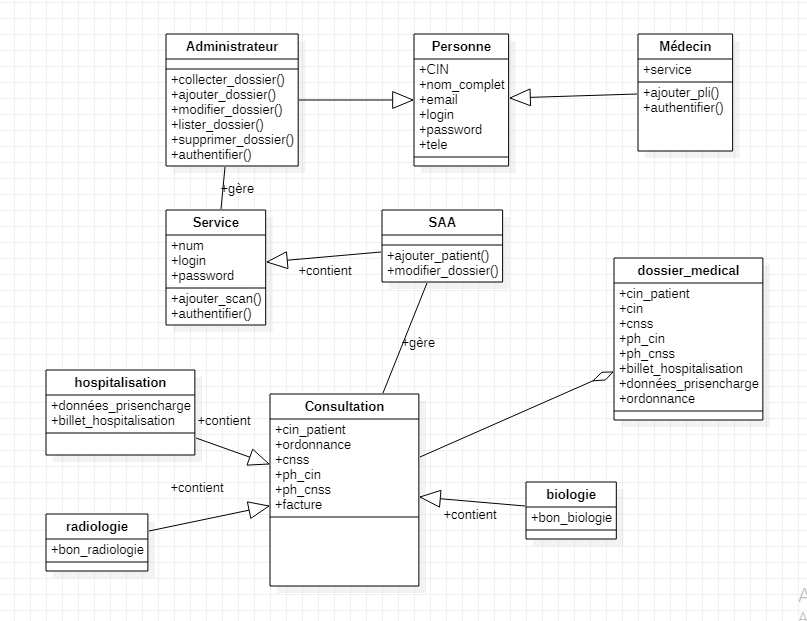 Administrateur
+collecter_dossier()
+ajouter_dossier()
+modifier_dossier()
+lister_dossier()
+supprimer_dossier()
+authentifier()
Personne
+CIN
+nom_complet
+email
+login
+password
+tele
Médecin
+service
+ajouter_pli()
+authentifier()
+gère
Service
+num
+login
+password
+ajouter_scan()
+authentifier()
+contient
SAA
+ajouter_patient()
+modifier_dossier()
+gère
dossier_medical
+cin_patient
+cin
+cnss
+ph_cin
+ph_cnss
+billet_hospitalisation
+données_prisencharge
+ordonnance
hospitalisation
+données_prisencharge
+billet_hospitalisation
+contient
Consultation
+cin_patient
+ordonnance
+cnss
+ph_cin
+ph_cnss
+facture
+contient
radiologie
+bon_radiologie
+contient
biologie
+bon_biologie